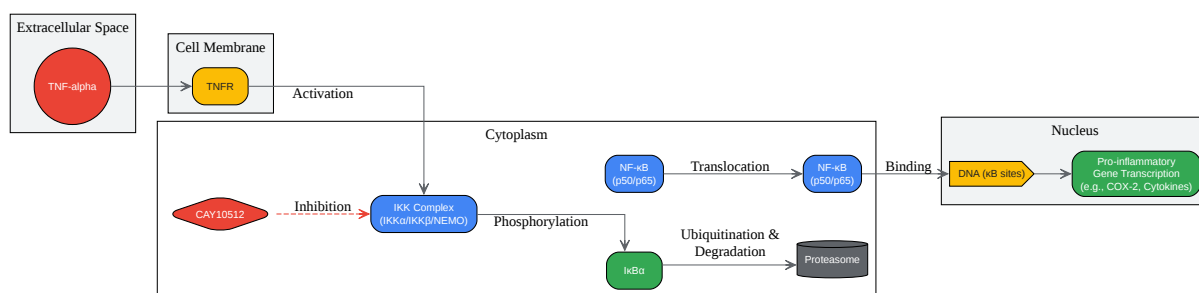 Extracellular Space
TNF-alpha
Cell Membrane
TNFR
Activation
Cytoplasm
NF-κB
(p50/p65)
Translocation
NF-κB
(p50/p65)
Binding
Nucleus
DNA (κB sites)
Pro-inflammatory
Gene Transcription
(e.g., COX-2, Cytokines)
CAY10512
Inhibition
IKK Complex
(IKKα/IKKβ/NEMO)
Phosphorylation
IκBα
Ubiquitination &
Degradation
Proteasome